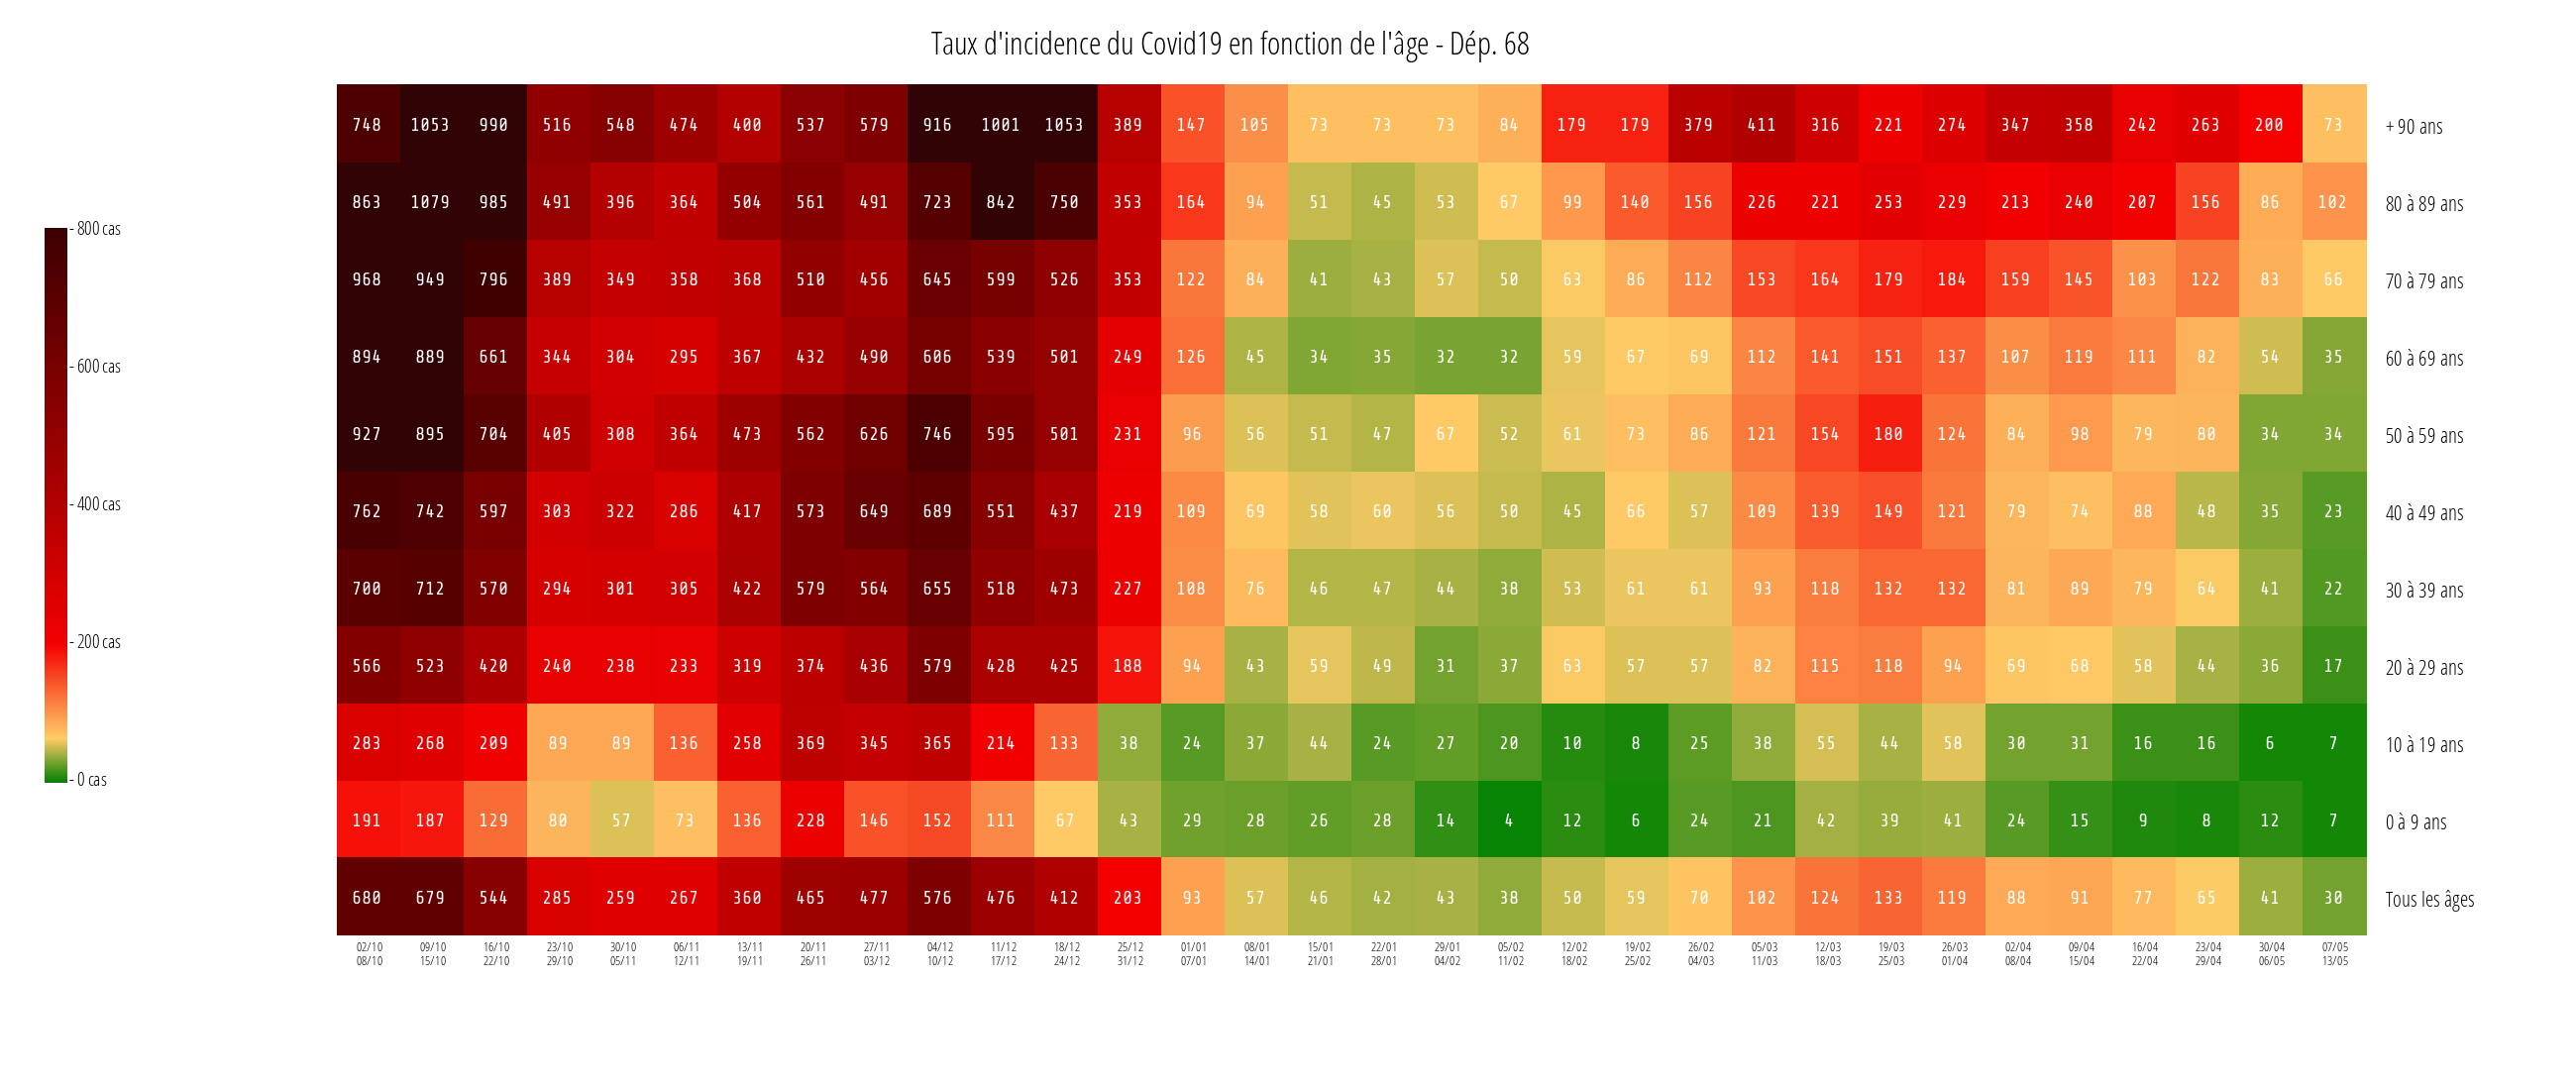 Taux d'incidence du Covid19 en fonction de l'âge - Dép. 68
748 1053 990 516 548 474 400 537 579 916 1001 1053 389 147 105 73 73 73 84 179 179 379 411 316 221 274 347 358 242 263 200 73 + 90 ans
863 1079 985 491 396 364 504 561 491 723 842 750 353 164 94 51 45 53 67 99 140 156 226 221 253 229 213 240 207 156 86 102 80 à 89 ans
- 800 cas
968 949 796 389 349 358 368 510 456 645 599 526 353 122 84 41 43 57 50 63 86 112 153 164 179 184 159 145 103 122 83 66 70 à 79 ans
894 889 661 344 304 295 367 432 490 606 539 501 249 126 45 34 35 32 32 59 67 69 112 141 151 137 107 119 111 82 54 35 60 à 69 ans
- 600 cas
927 895 704 405 308 364 473 562 626 746 595 501 231 96 56 51 47 67 52 61 73 86 121 154 180 124 84 98 79 80 34 34 50 à 59 ans
- 400 cas
762 742 597 303 322 286 417 573 649 689 551 437 219 109 69 58 60 56 50 45 66 57 109 139 149 121 79 74 88 48 35 23 40 à 49 ans
700 712 570 294 301 305 422 579 564 655 518 473 227 108 76 46 47 44 38 53 61 61 93 118 132 132 81 89 79 64 41 22 30 à 39 ans
- 200 cas
566 523 420 240 238 233 319 374 436 579 428 425 188 94 43 59 49 31 37 63 57 57 82 115 118 94 69 68 58 44 36 17 20 à 29 ans
283 268 209 89 89 136 258 369 345 365 214 133 38 24 37 44 24 27 20 10 8 25 38 55 44 58 30 31 16 16 6 7 10 à 19 ans
- 0 cas
191 187 129 80 57 73 136 228 146 152 111 67 43 29 28 26 28 14 4 12 6 24 21 42 39 41 24 15 9 8 12 7 0 à 9 ans
680 679 544 285 259 267 360 465 477 576 476 412 203 93 57 46 42 43 38 50 59 70 102 124 133 119 88 91 77 65 41 30 Tous les âges
02/10 09/10 16/10 23/10 30/10 06/11 13/11 20/11 27/11 04/12 11/12 18/12 25/12 01/01 08/01 15/01 22/01 29/01 05/02 12/02 19/02 26/02 05/03 12/03 19/03 26/03 02/04 09/04 16/04 23/04 30/04 07/05
08/10 15/10 22/10 29/10 05/11 12/11 19/11 26/11 03/12 10/12 17/12 24/12 31/12 07/01 14/01 21/01 28/01 04/02 11/02 18/02 25/02 04/03 11/03 18/03 25/03 01/04 08/04 15/04 22/04 29/04 06/05 13/05